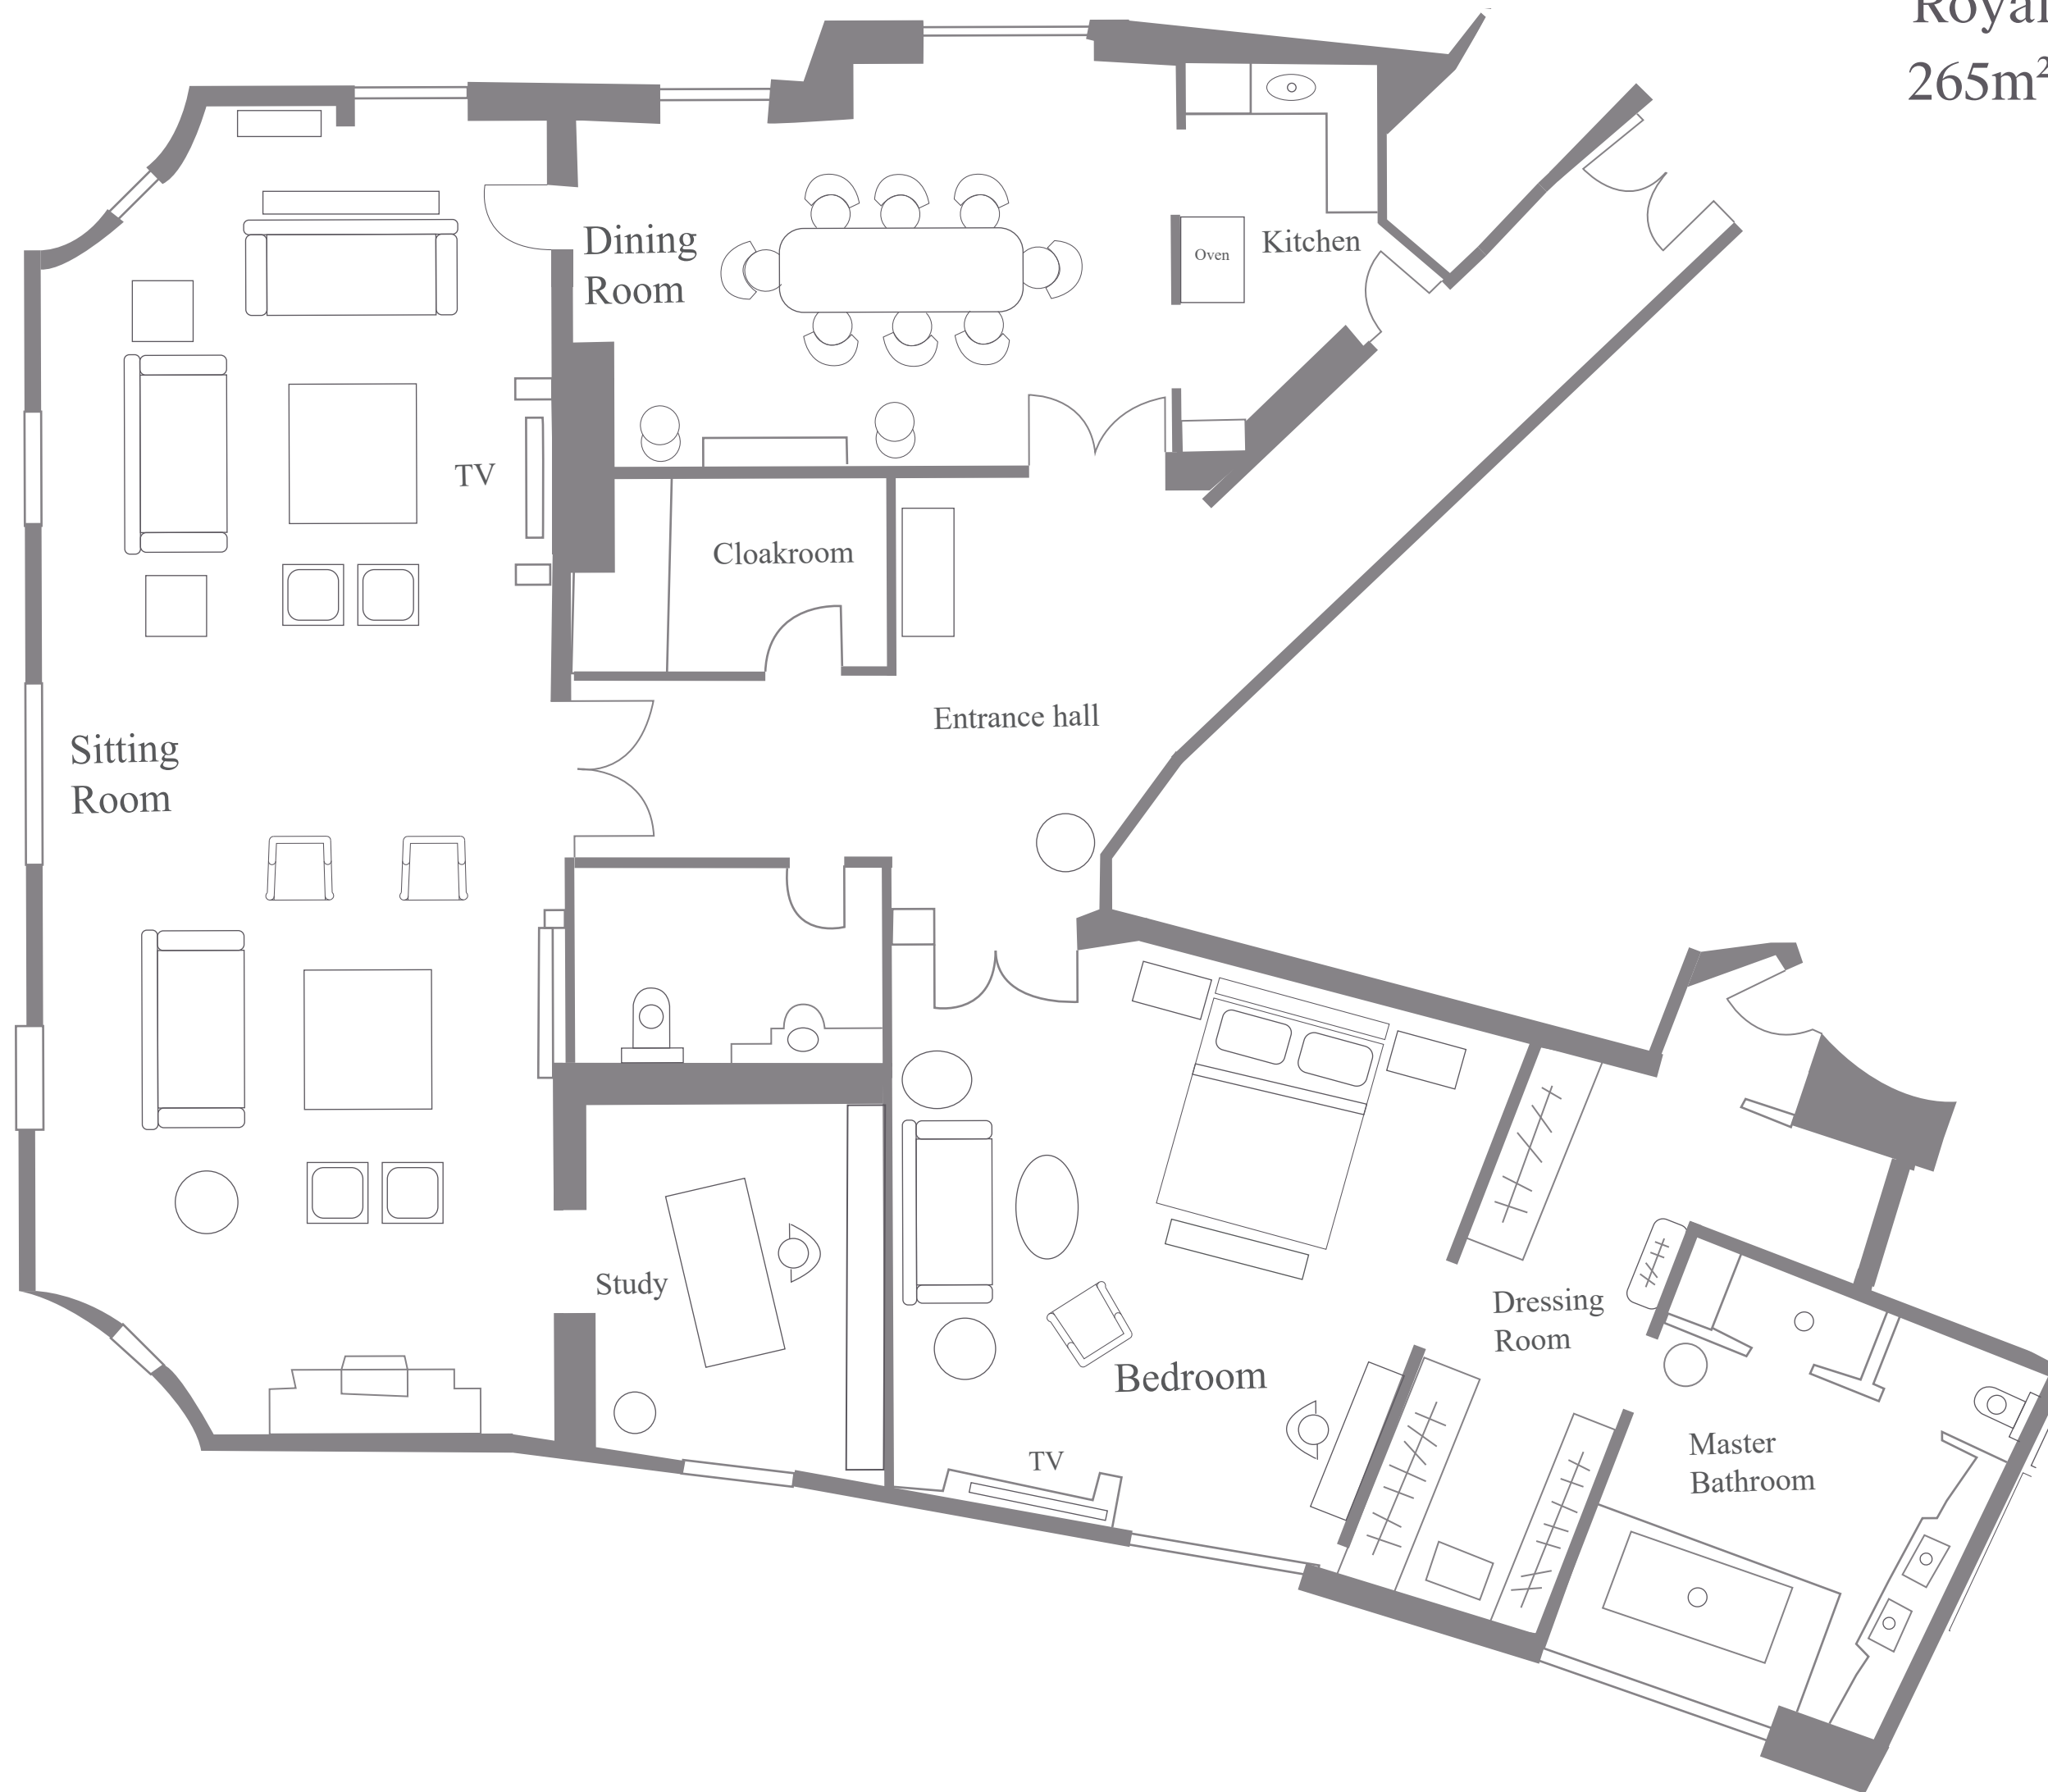 Royal
265m²
Dining
Room
Oven
Kitchen
TV
Cloakroom
Entrance hall
Sitting
Room
Study
Bedroom
Dressing
Room
TV
Master
Bathroom